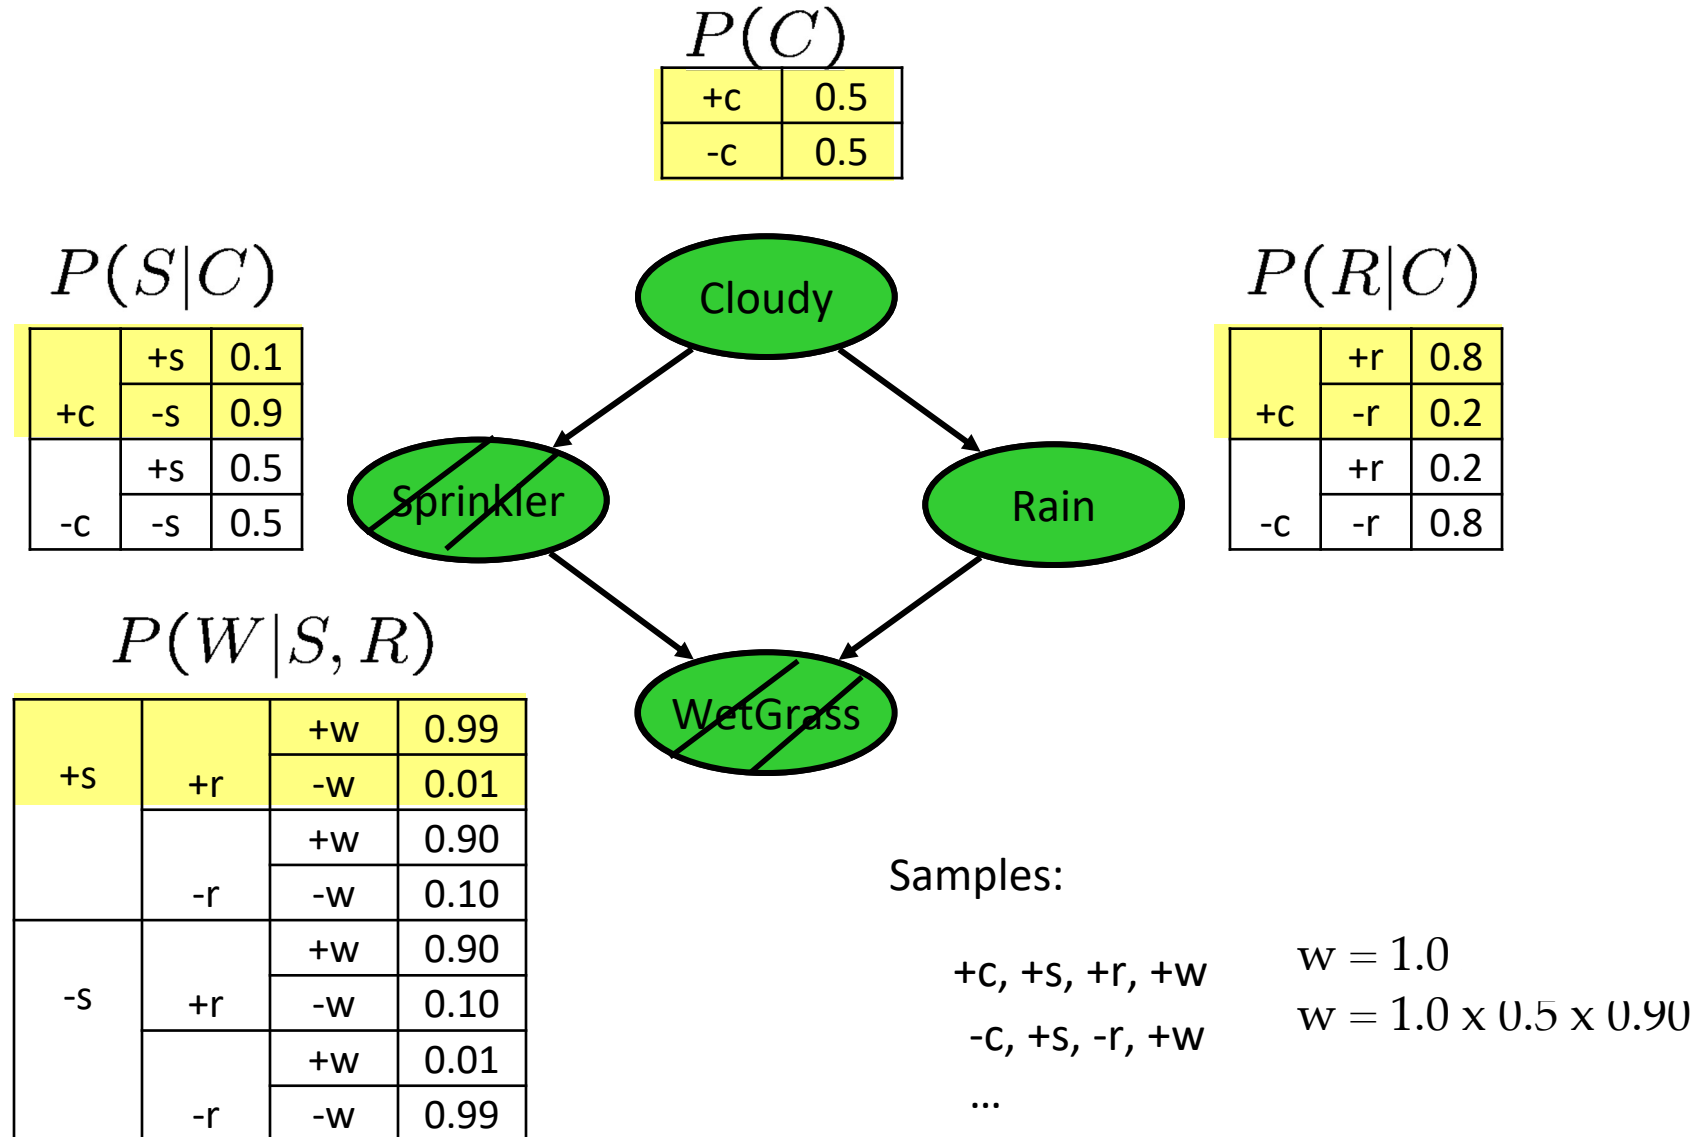 P(C)
+c 0.5
-c 0.5
P(S|C)
+s 0.1
+c -s 0.9
+s 0.5
-c -s 0.5
Cloudy
P(R|C)
+r 0.8
+c -r 0.2
+r 0.2
-c -r 0.8
Sprinkler
Rain
P(W|S, R)
+w 0.99
+s +r -w 0.01
+w 0.90
-r -w 0.10
+w 0.90
-s +r -w 0.10
+w 0.01
-r -w 0.99
WetGrass
Samples:
+c, +s, +r, +w w = 1.0
-c, +s, -r, +w w = 1.0 x 0.5 x 0.90
...